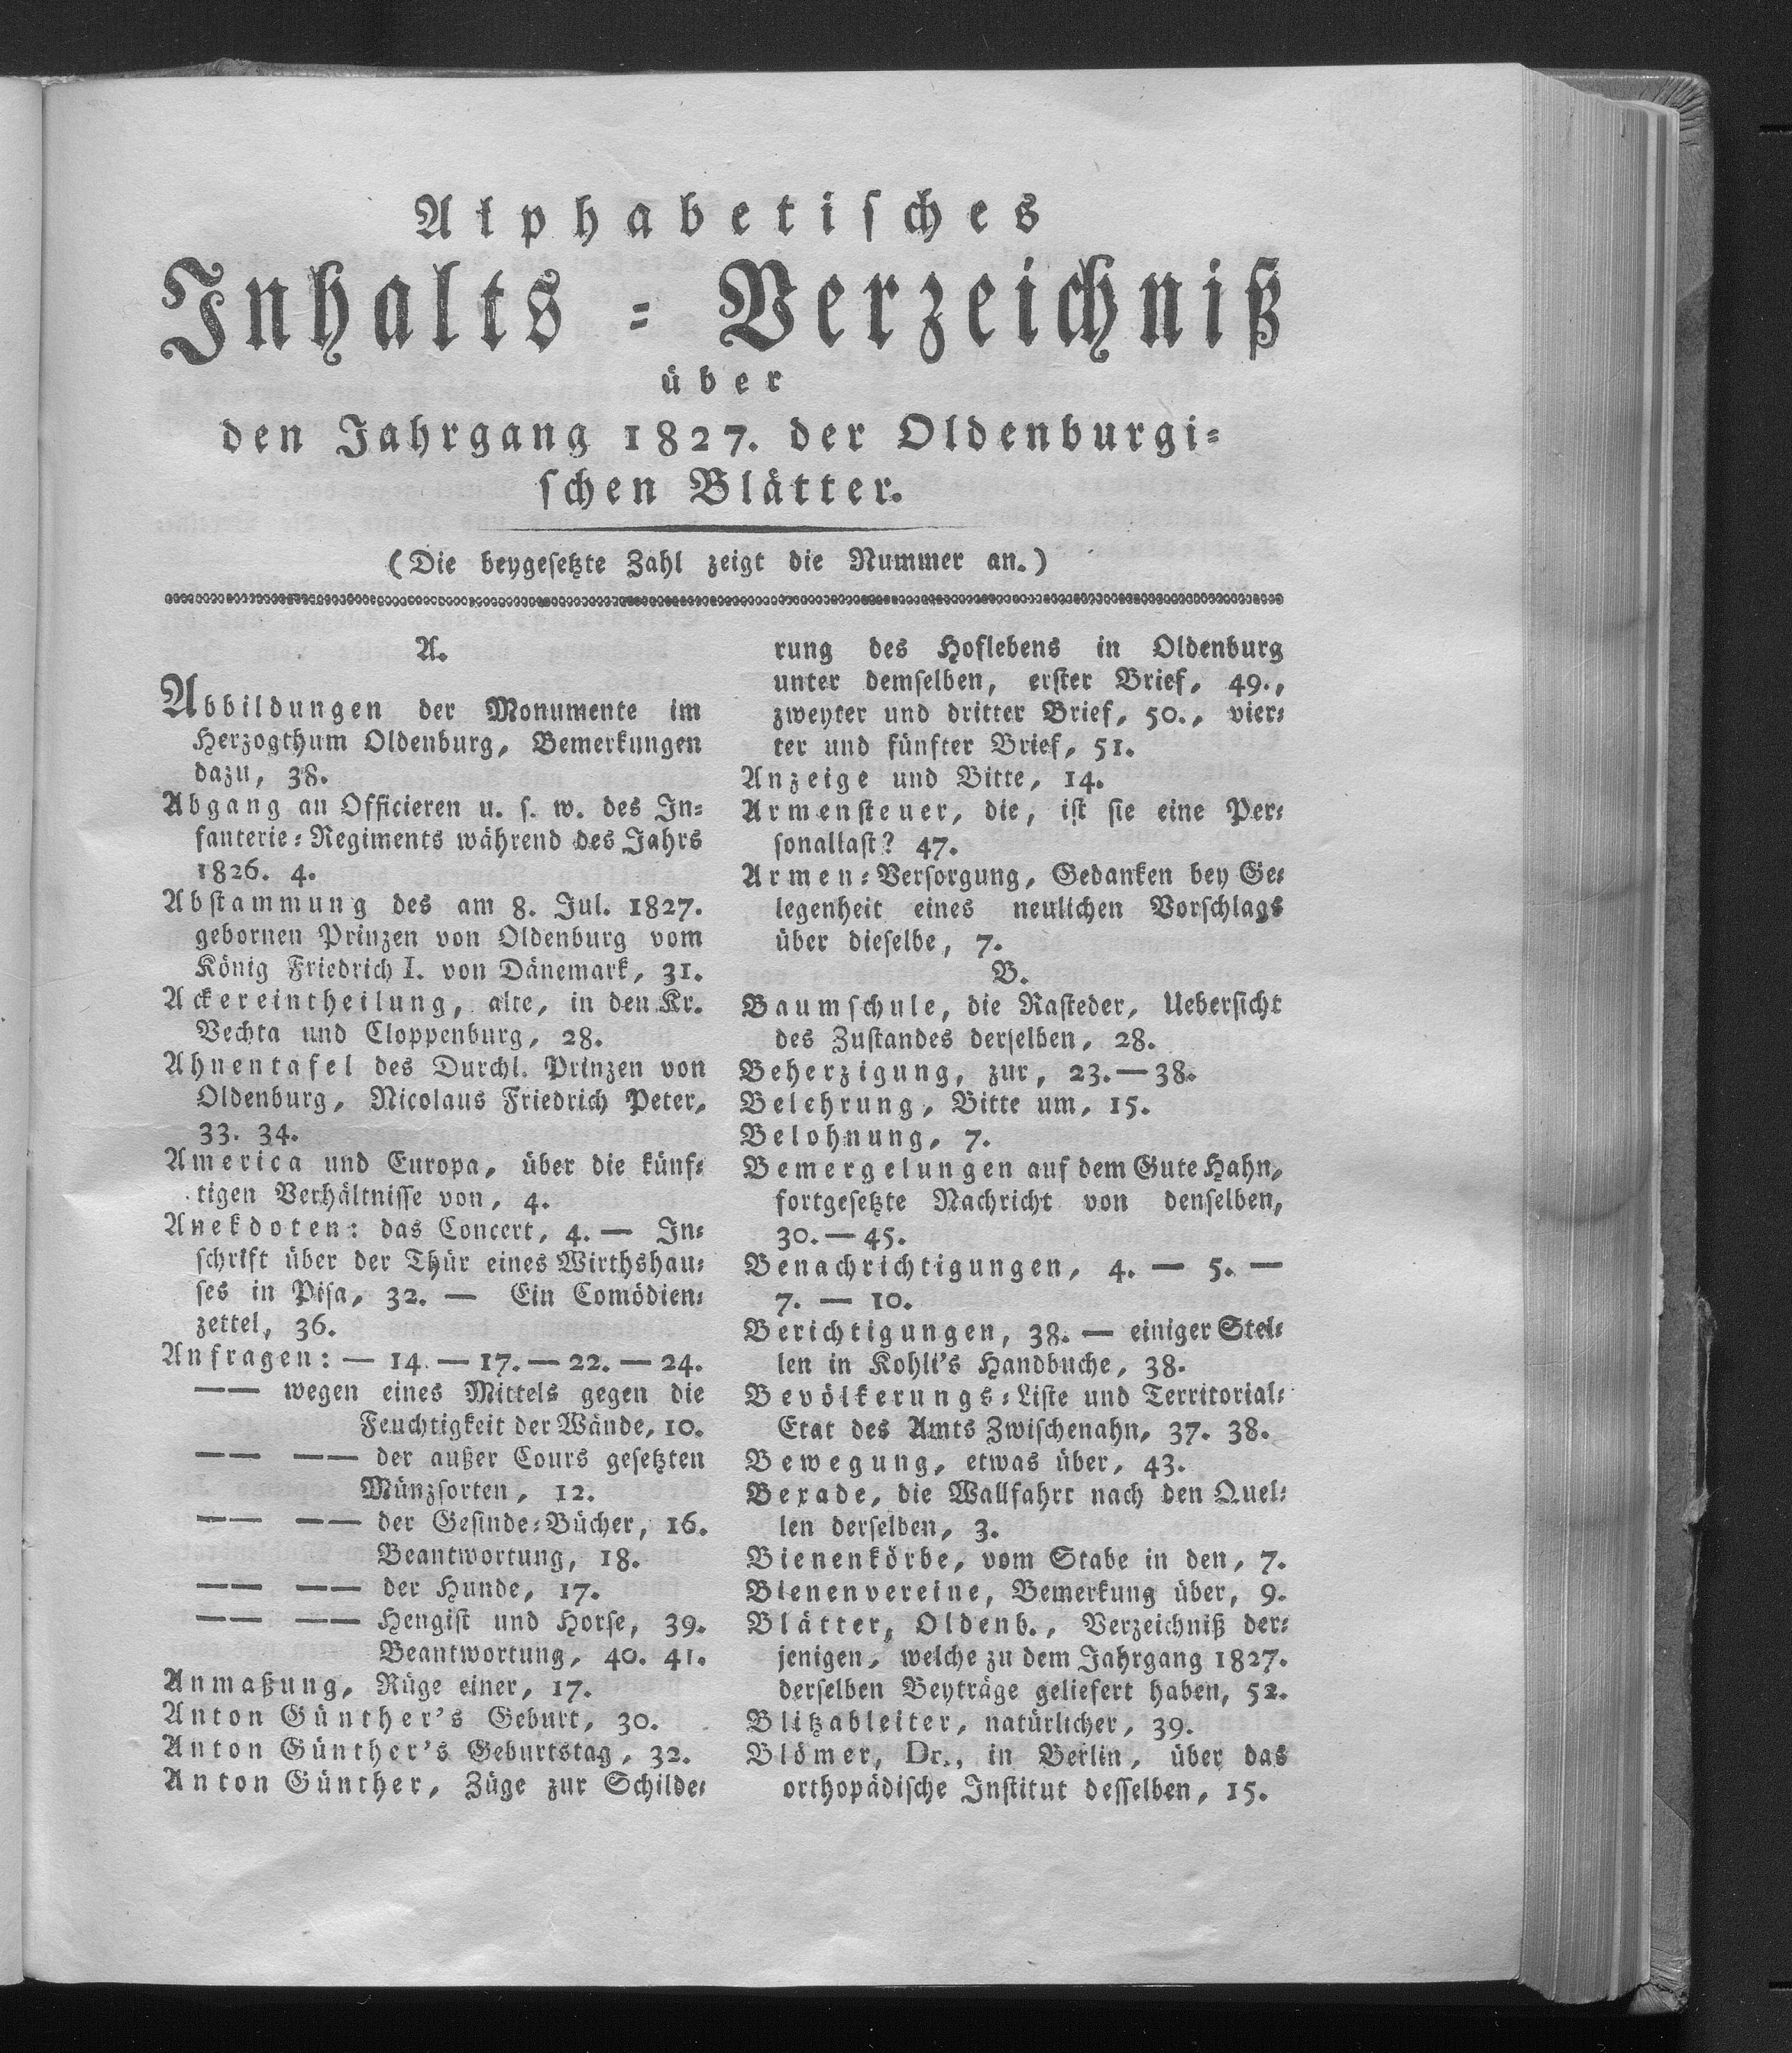 Alphabetisches
Inhalts-Verzeichniß
über
den Jahrgang 1827. der Oldenburgi-
schen Blätter.
(Die beygesetzte Zahl zeigt die Nummer an.)
A.
Abbildungen der Monumente im
Herzogthum Oldenburg, Bemerkungen
dazu, 38.
Abgang an Officieren u. s. w. des In-
fanterie-Regiments während des Jahrs
1826. 4.
Abstammung des am 8. Jul. 1827.
gebornen Prinzen von Oldenburg vom
König Friedrich I. von Dänemark, 31.
Ackereintheilung, alte, in den Kr.
Vechta und Cloppenburg, 28.
Ahnentafel des Durchl. Prinzen von
Oldenburg, Nicolaus Friedrich Peter,
33. 34.
America und Europa, über die künf-
tigen Verhältnisse von, 4.
Anekdoten: das Concert, 4. — In-
schrift über der Thür eines Wirthshau-
ses in Pisa, 32. — Ein Comödien-
zettel, 36.
Anfragen: — 14. — 17. — 22. — 24.
—— wegen eines Mittels gegen die
Feuchtigkeit der Wände, 10.
—— —— der außer Cours gesetzten
Münzsorten, 12.
—— —— der Gesinde-Bücher, 16.
Beantwortung, 18.
—— —— der Hunde, 17.
—— —— Hengist und Horse, 39.
Beantwortung, 40. 41.
Anmaßung, Rüge einer, 17.
Anton Günther's Geburt, 30.
Anton Günther's Geburtstag, 32.
Anton Günther, Züge zur Schilde-
rung des Hoflebens in Oldenburg
unter demselben, erster Brief, 49.,
zweyter und dritter Brief, 50., vier-
ter und fünfter Brief, 51.
Anzeige und Bitte, 14.
Armensteuer, die, ist sie eine Per-
sonallast? 47.
Armen-Versorgung, Gedanken bey Ge-
legenheit eines neulichen Vorschlags
über dieselbe, 7.
B.
Baumschule, die Rasteder, Uebersicht
des Zustandes derselben, 28.
Beherzigung, zur, 23. — 38.
Belehrung, Bitte um, 15.
Belohnung, 7.
Bemergelungen auf dem Gute Hahn,
fortgesetzte Nachricht von denselben,
30. — 45.
Benachrichtigungen, 4. — 5. —
7. — 10.
Berichtigungen, 38. — einiger Stel-
len in Kohli's Handbuche, 38.
Bevölkerungs-Liste und Territorial-
Etat des Amts Zwischenahn, 37. 38.
Bewegung, etwas über, 43.
Bexade, die Wallfahrt nach den Quel-
len derselben, 3.
Bienenkörbe, vom Stabe in den, 7.
Bienenvereine, Bemerkung über, 9.
Blätter, Oldenb., Verzeichniß der-
jenigen, welche zu dem Jahrgang 1827.
derselben Beyträge geliefert haben, 52.
Blitzableiter, natürlicher, 39.
Blömer, Dr., in Berlin, über das
orthopädische Institut desselben, 15.